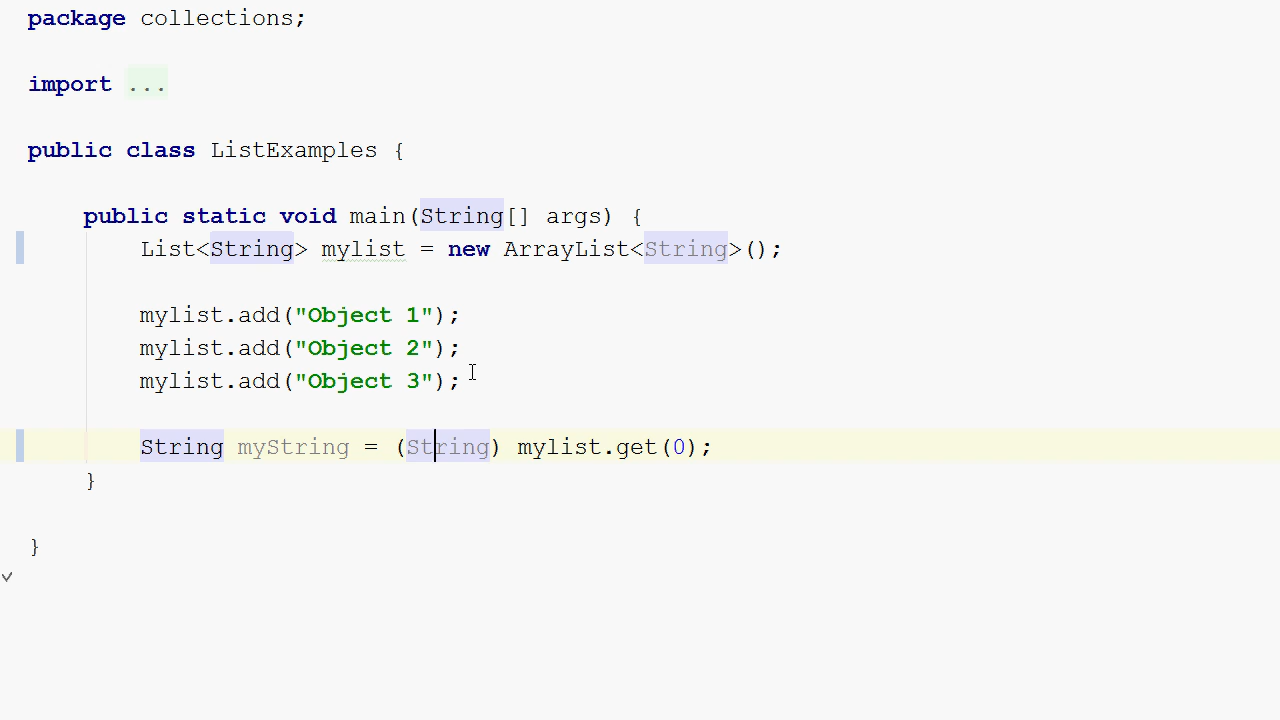 package collections;
import ...
public class ListExamples {
public static void main(String[] args) {
List<String> mylist = new ArrayList<String>();
mylist.add("Object 1");
mylist.add("Object 2");
mylist.add("Object 3");
String myString = (String) mylist.get(0);
}
}